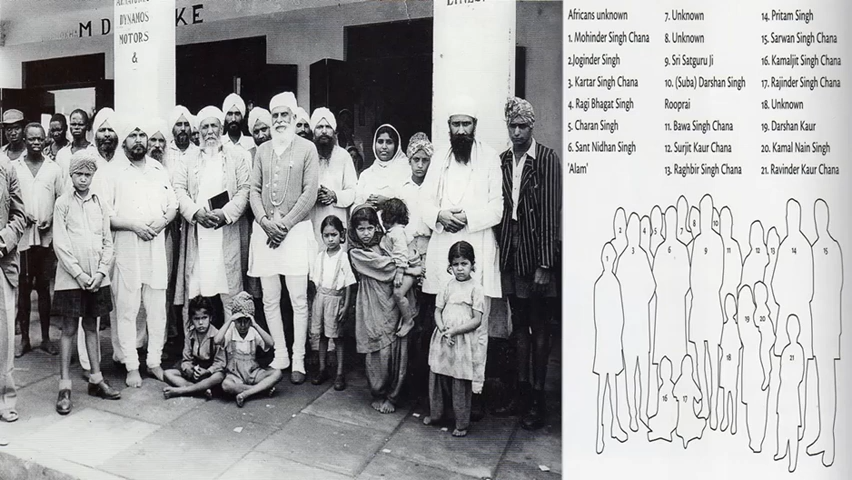 DYNAMOS
MOTORS
&
M D
KE
Africans unknown
1. Mohinder Singh Chana
2.Joginder Singh
3. Kartar Singh Chana
4. Ragi Bhagat Singh
5. Charan Singh
6. Sant Nidhan Singh
'Alam'
7. Unknown
8. Unknown
9. Sri Satguru Ji
10. (Suba) Darshan Singh
Rooprai
11. Bawa Singh Chana
12. Surjit Kaur Chana
13. Raghbir Singh Chana
14. Pritam Singh
15. Sarwan Singh Chana
16. Kamaljit Singh Chana
17. Rajinder Singh Chana
18. Unknown
19. Darshan Kaur
20. Kamal Nain Singh
21. Ravinder Kaur Chana
1
2
3
4
5
6
7
8
9
10
11
12
13
14
15
16
17
18
19
20
21